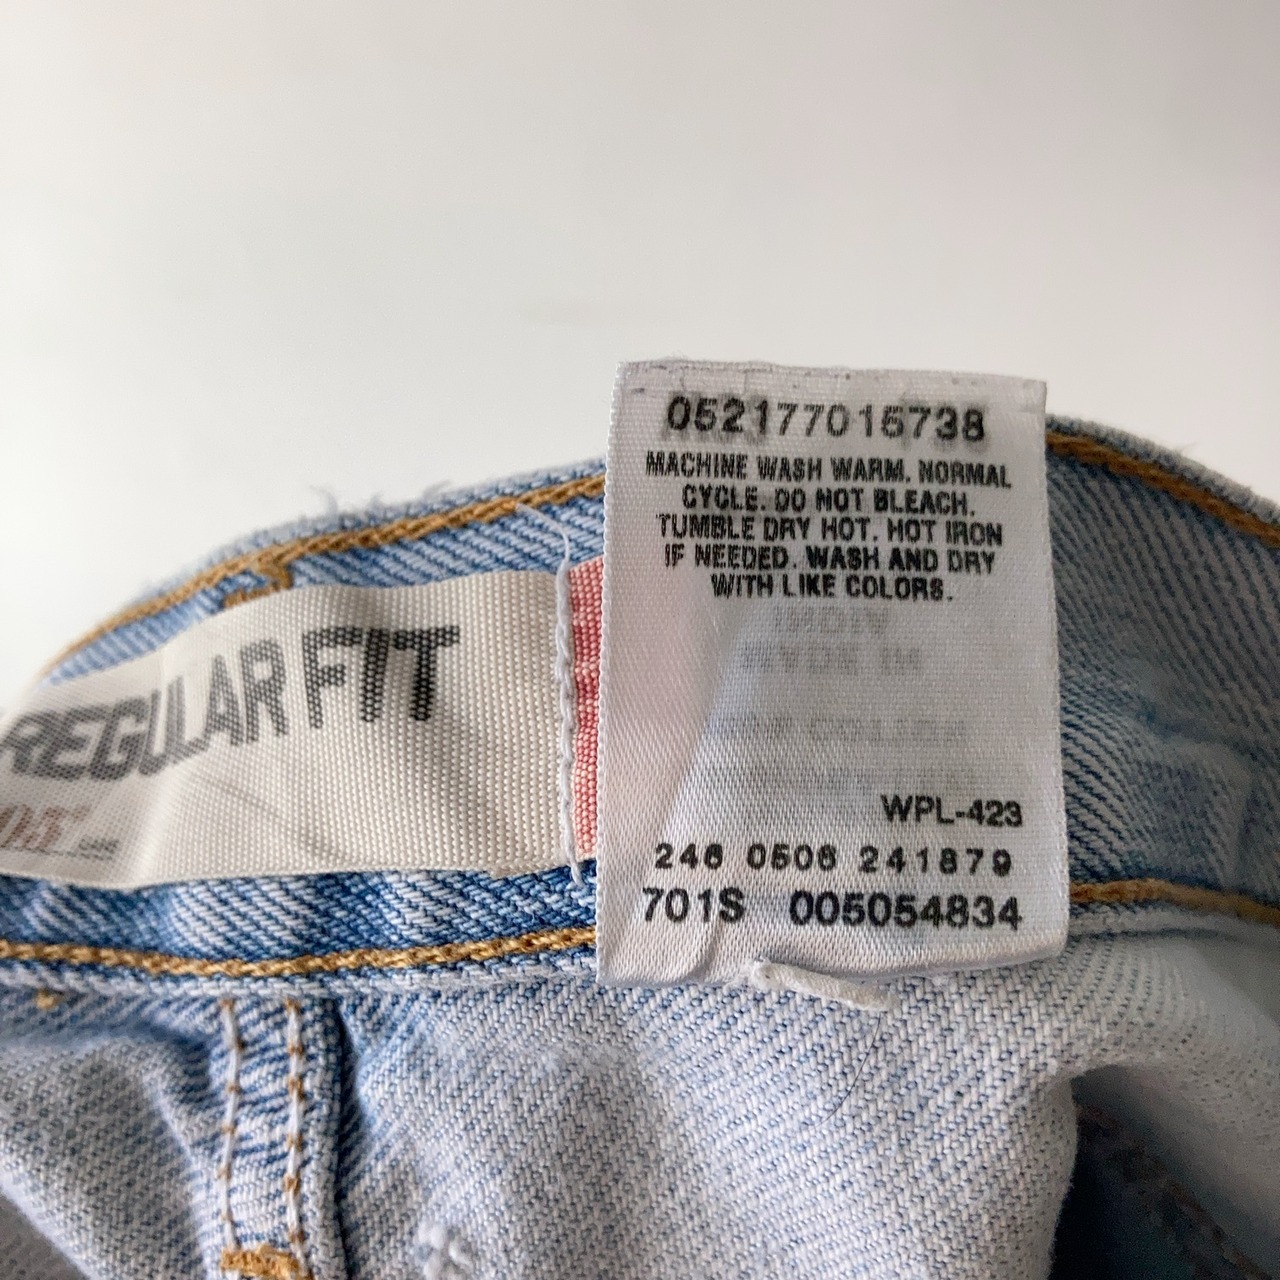 052177015738
MACHINE WASH WARM. NORMAL
CYCLE. DO NOT BLEACH.
TUMBLE DRY HOT. HOT IRON
IF NEEDED. WASH AND DRY
WITH LIKE COLORS.
WPL-423
246 0506 241879
701S 005054834
REGULAR FIT